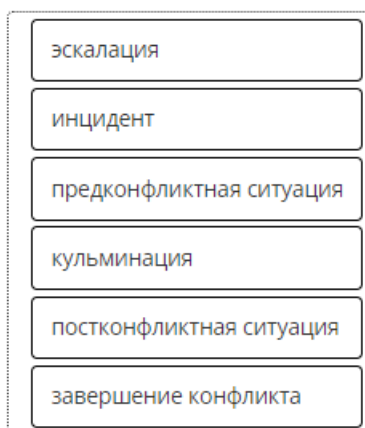 эскалация
инцидент
предконфликтная ситуация
кульминация
постконфликтная ситуация
завершение конфликта